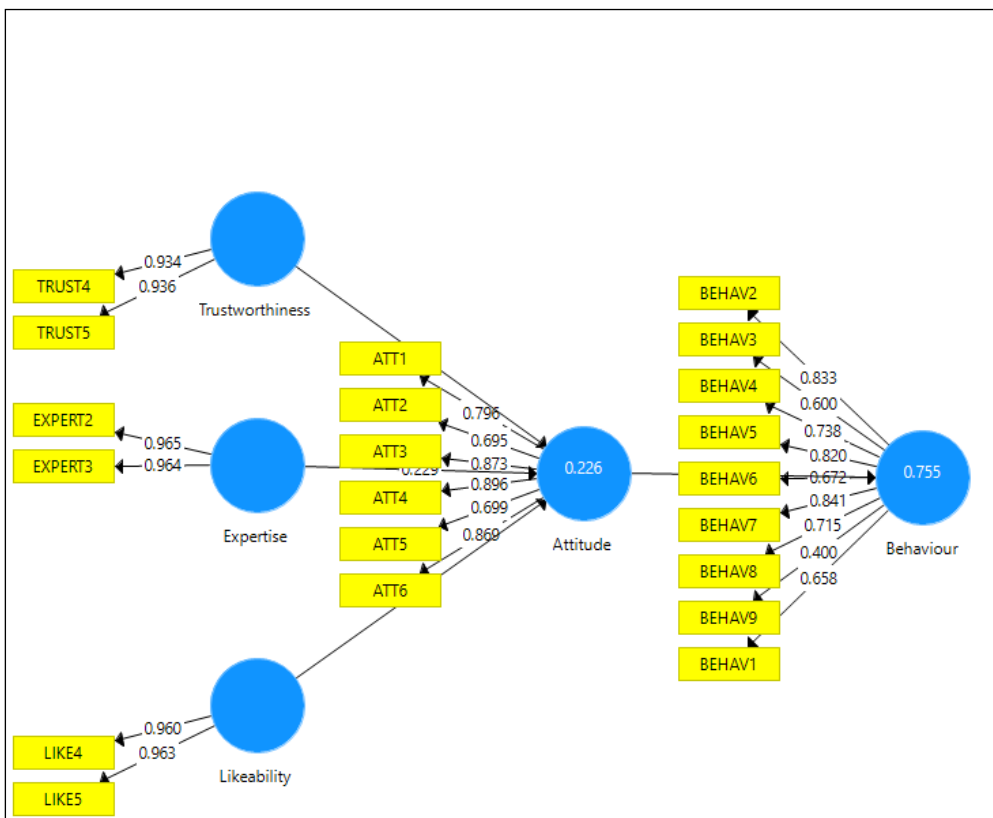 TRUST4
TRUST5
0.934
0.936
Trustworthiness
EXPERT2
EXPERT3
0.965
0.964
Expertise
LIKE4
LIKE5
0.960
0.963
Likeability
ATT1
ATT2
ATT3
ATT4
ATT5
ATT6
0.796
0.695
0.873
0.229
0.896
0.699
0.869
0.226
Attitude
BEHAV2
BEHAV3
BEHAV4
BEHAV5
BEHAV6
BEHAV7
BEHAV8
BEHAV9
BEHAV1
0.833
0.600
0.738
0.820
0.672
0.841
0.715
0.400
0.658
0.755
Behaviour